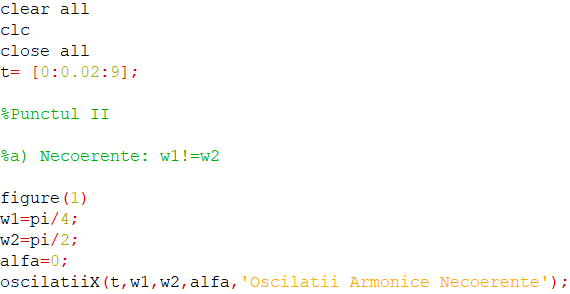 clear all
clc
close all
t= [0:0.02:9];
%Punctul II
%a) Necoerente: w1!=w2
figure(1)
w1=pi/4;
w2=pi/2;
alfa=0;
oscilatiiX(t,w1,w2,alfa,'Oscilatii Armonice Necoerente');